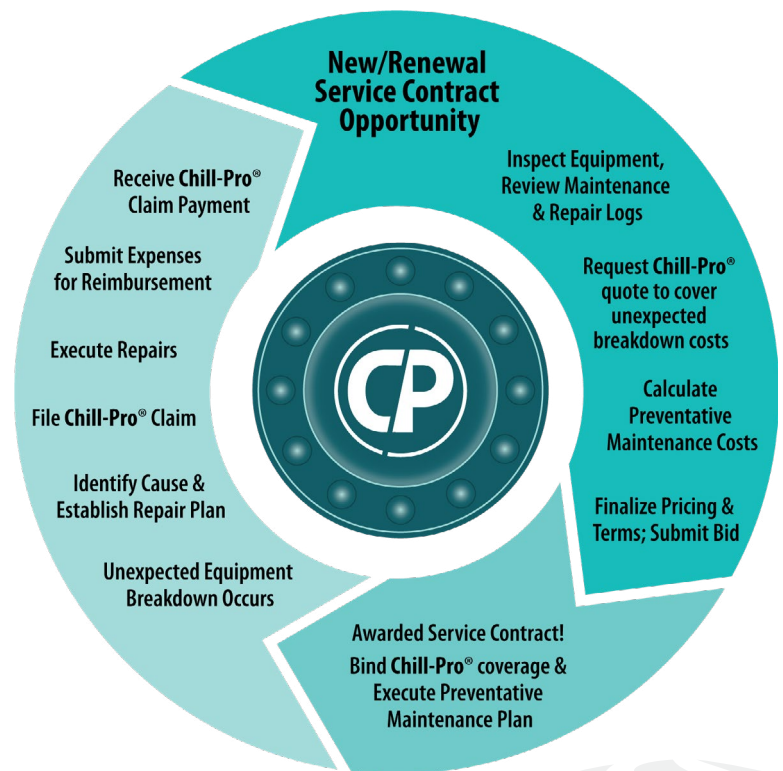 New/Renewal
Service Contract
Opportunity
Inspect Equipment,
Review Maintenance
& Repair Logs
Request Chill-Pro®
quote to cover
unexpected
breakdown costs
Calculate
Preventative
Maintenance Costs
Finalize Pricing &
Terms; Submit Bid
Awarded Service Contract!
Bind Chill-Pro® coverage &
Execute Preventative
Maintenance Plan
Unexpected Equipment
Breakdown Occurs
Identify Cause &
Establish Repair Plan
File Chill-Pro® Claim
Execute Repairs
Submit Expenses
for Reimbursement
Receive Chill-Pro®
Claim Payment
CP